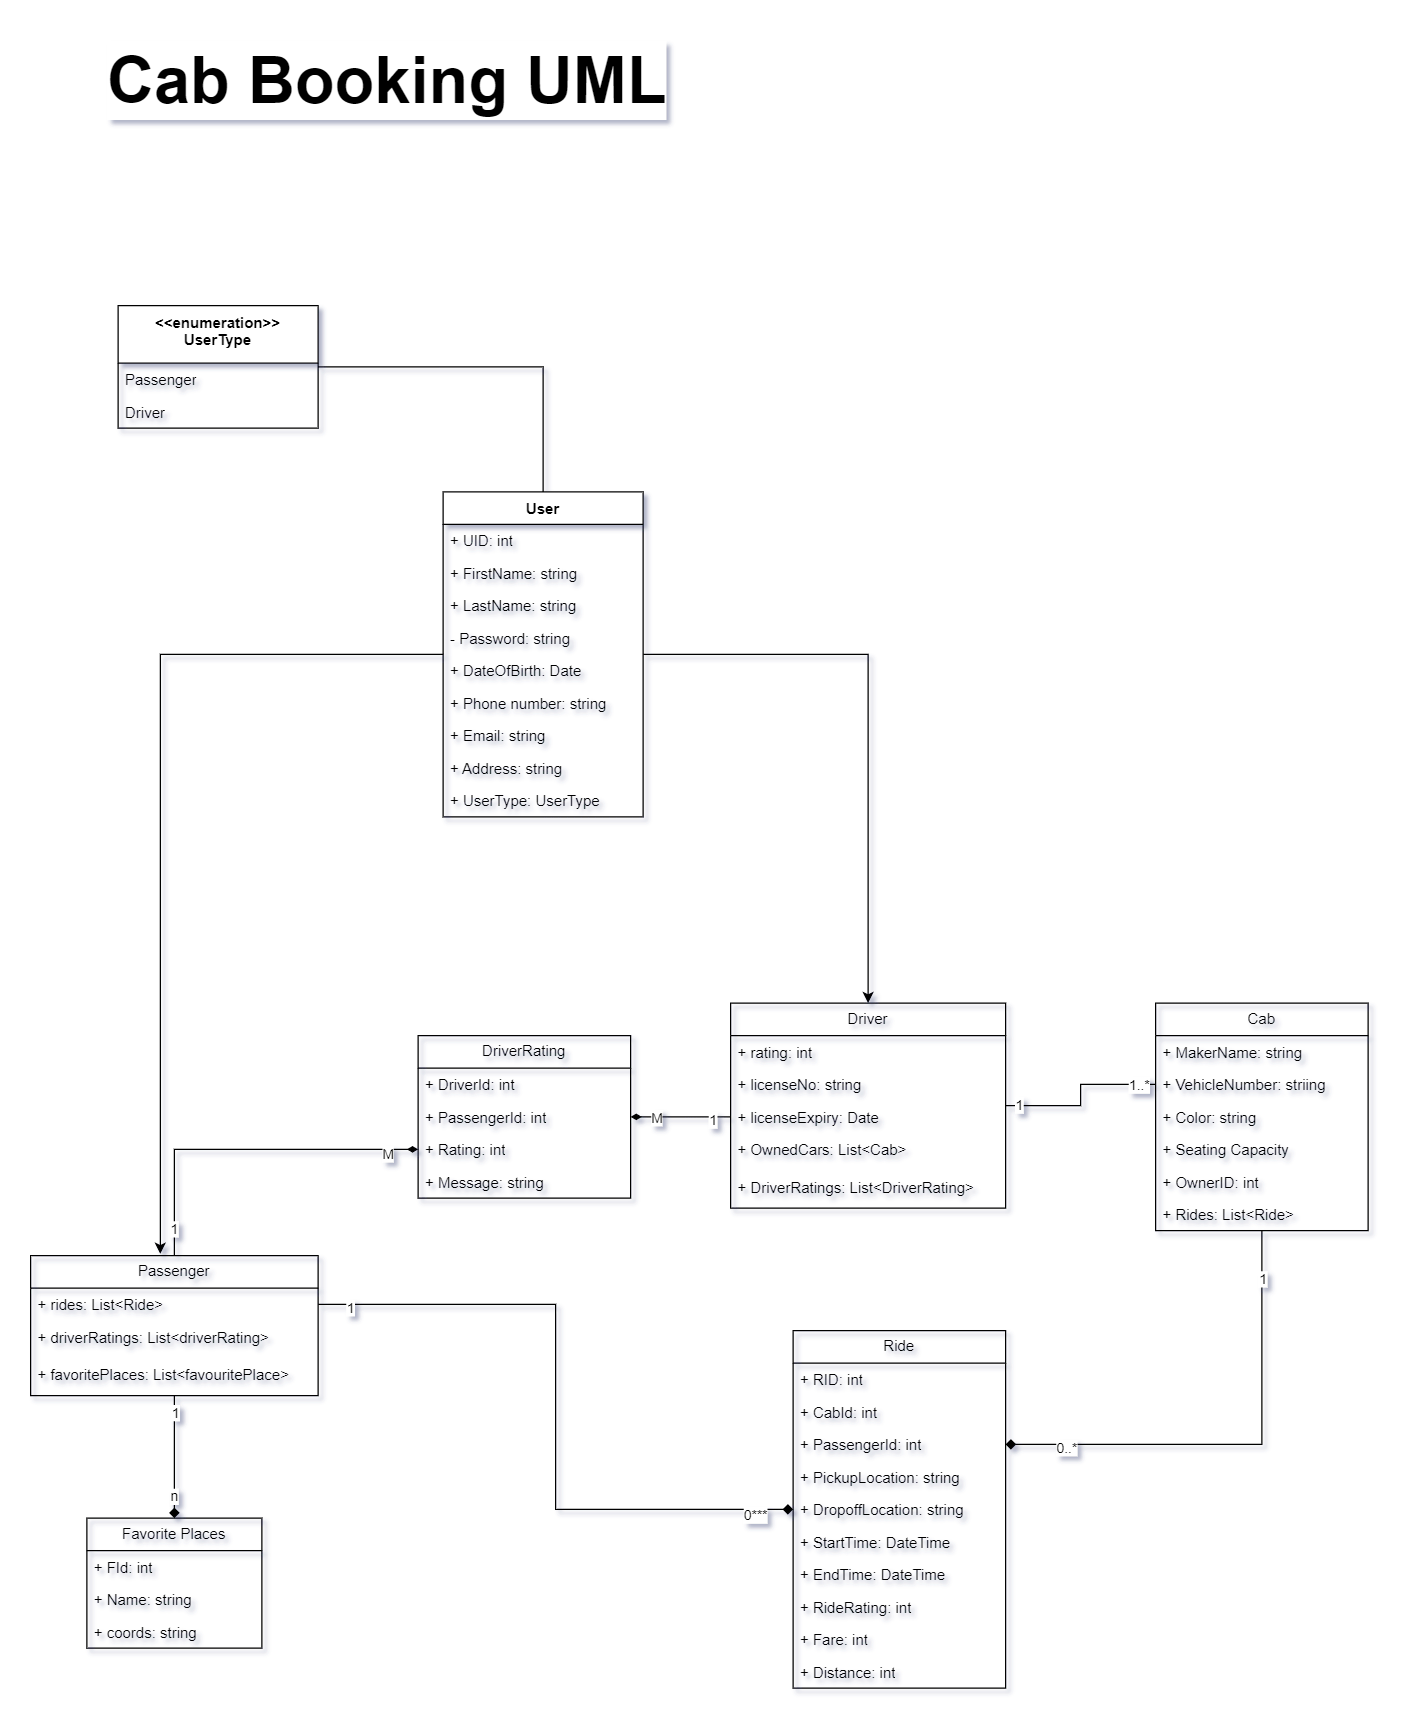 Cab Booking UML
<<enumeration>>
UserType
Passenger
Driver
User
+ UID: int
+ FirstName: string
+ LastName: string
- Password: string
+ DateOfBirth: Date
+ Phone number: string
+ Email: string
+ Address: string
+ UserType: UserType
DriverRating
+ DriverId: int
+ PassengerId: int
+ Rating: int
+ Message: string
M
1
M
1
Driver
+ rating: int
+ licenseNo: string
+ licenseExpiry: Date
+ OwnedCars: List<Cab>
+ DriverRatings: List<DriverRating>
1
1..*
Cab
+ MakerName: string
+ VehicleNumber: striing
+ Color: string
+ Seating Capacity
+ OwnerID: int
+ Rides: List<Ride>
1
0..*
Passenger
+ rides: List<Ride>
+ driverRatings: List<driverRating>
+ favoritePlaces: List<favouritePlace>
1
0***
1
n
Favorite Places
+ FId: int
+ Name: string
+ coords: string
Ride
+ RID: int
+ CabId: int
+ PassengerId: int
+ PickupLocation: string
+ DropoffLocation: string
+ StartTime: DateTime
+ EndTime: DateTime
+ RideRating: int
+ Fare: int
+ Distance: int